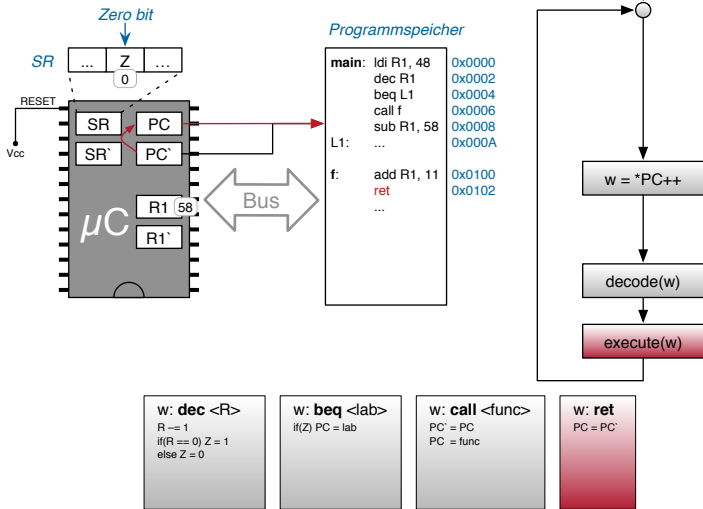 Zero bit
SR
... Z ...
0
RESET
Vcc
SR PC
SR` PC`
R1 58
R1`
µC
Bus
Programmspeicher
main: ldi R1, 48 0x0000
dec R1 0x0002
beq L1 0x0004
call f 0x0006
sub R1, 58 0x0008
L1: ... 0x000A
f: add R1, 11 0x0100
ret 0x0102
...
w = *PC++
decode(w)
execute(w)
w: dec <R>
R -= 1
if(R == 0) Z = 1
else Z = 0
w: beq <lab>
if(Z) PC = lab
w: call <func>
PC` = PC
PC = func
w: ret
PC = PC`